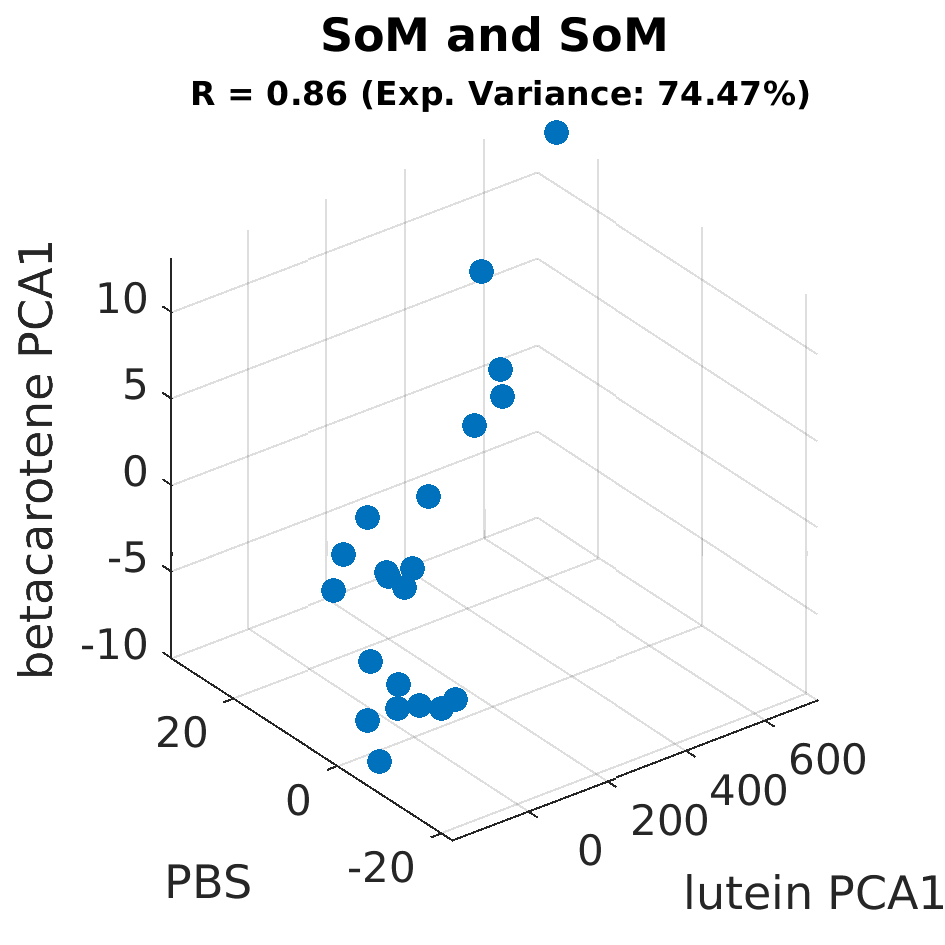 SoM and SoM
R = 0.86 (Exp. Variance: 74.47%)
betacarotene PCA1
10
5
0
-5
-10
20
0
-20
PBS
0
200
400
600
lutein PCA1